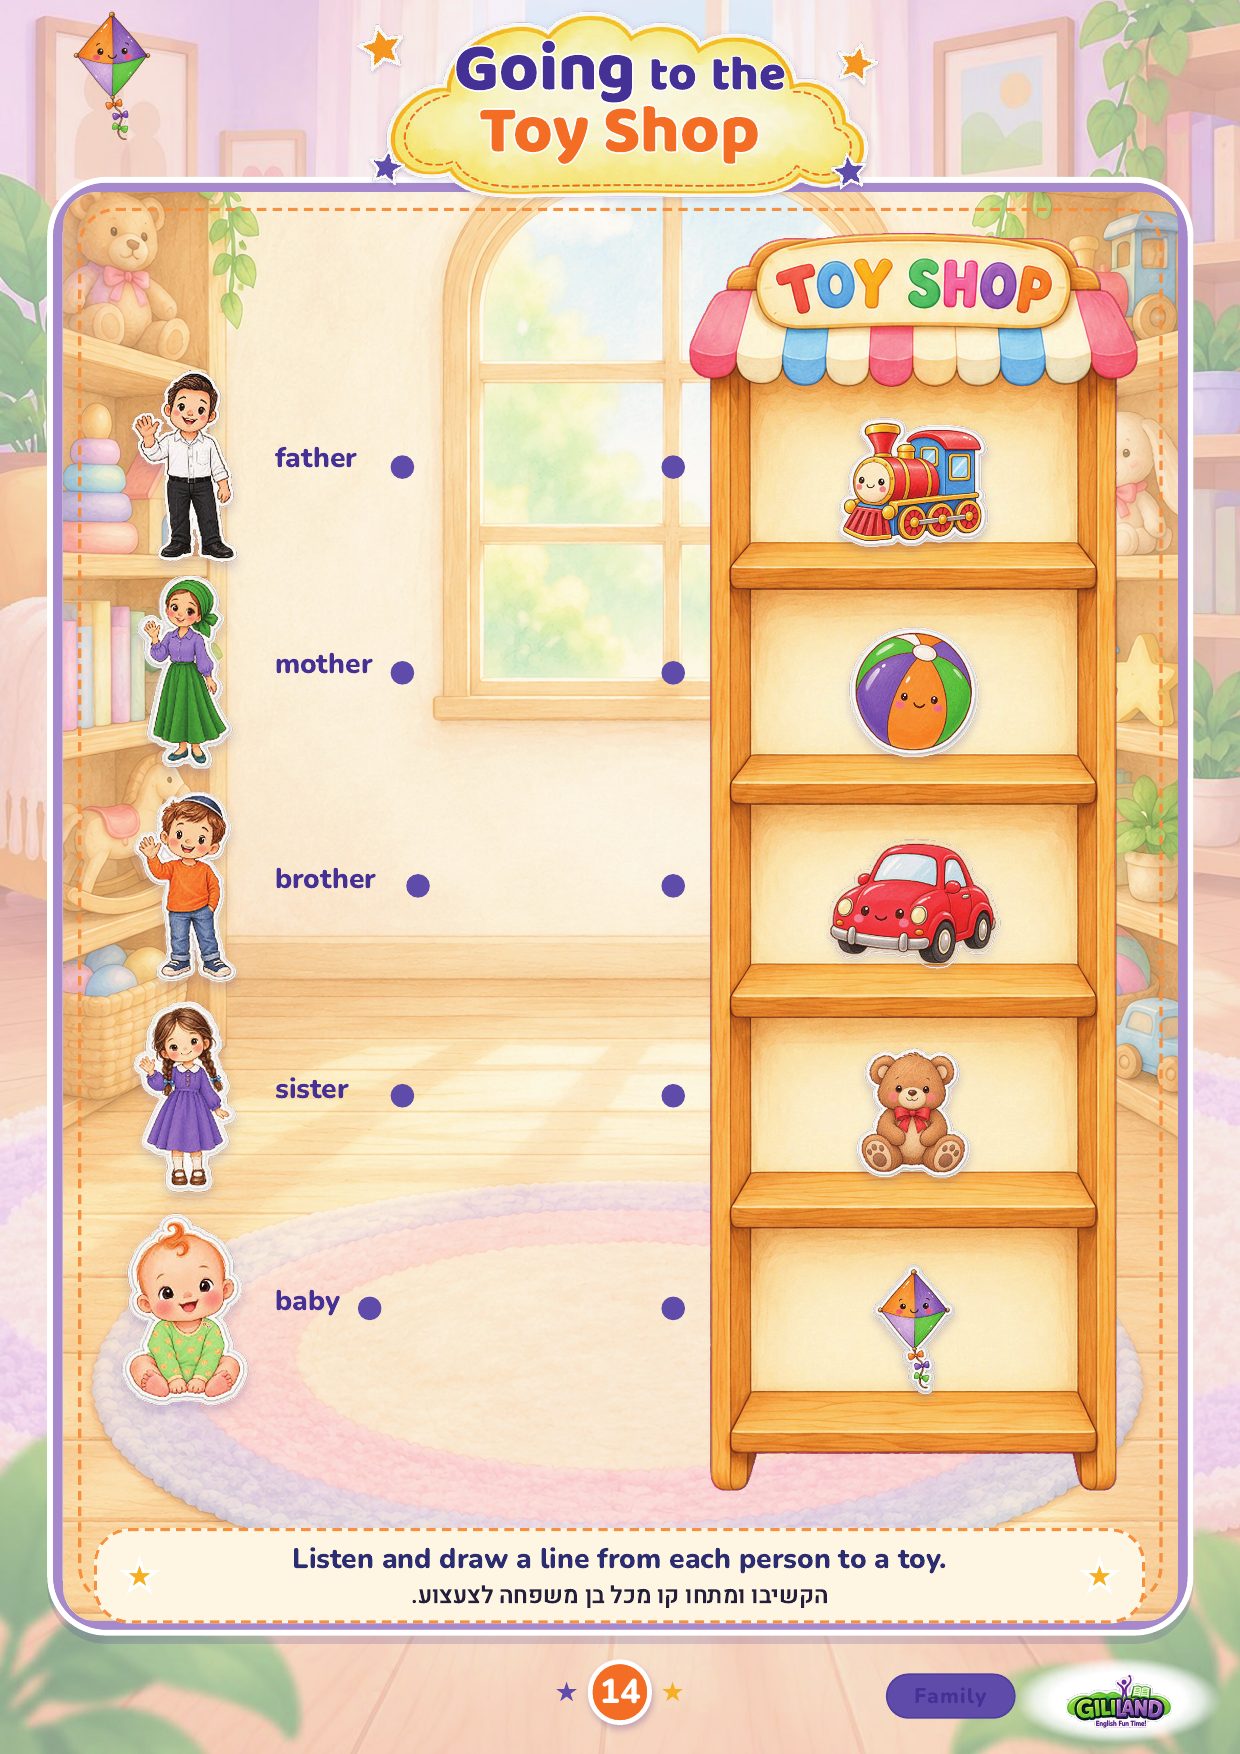 Going to the
Toy Shop
TOY SHOP
father
mother
brother
sister
baby
Listen and draw a line from each person to a toy.
הקשיבו ומתחו קו מכל בן משפחה לצעצוע.
14
Family
GILILAND
English Fun Time!